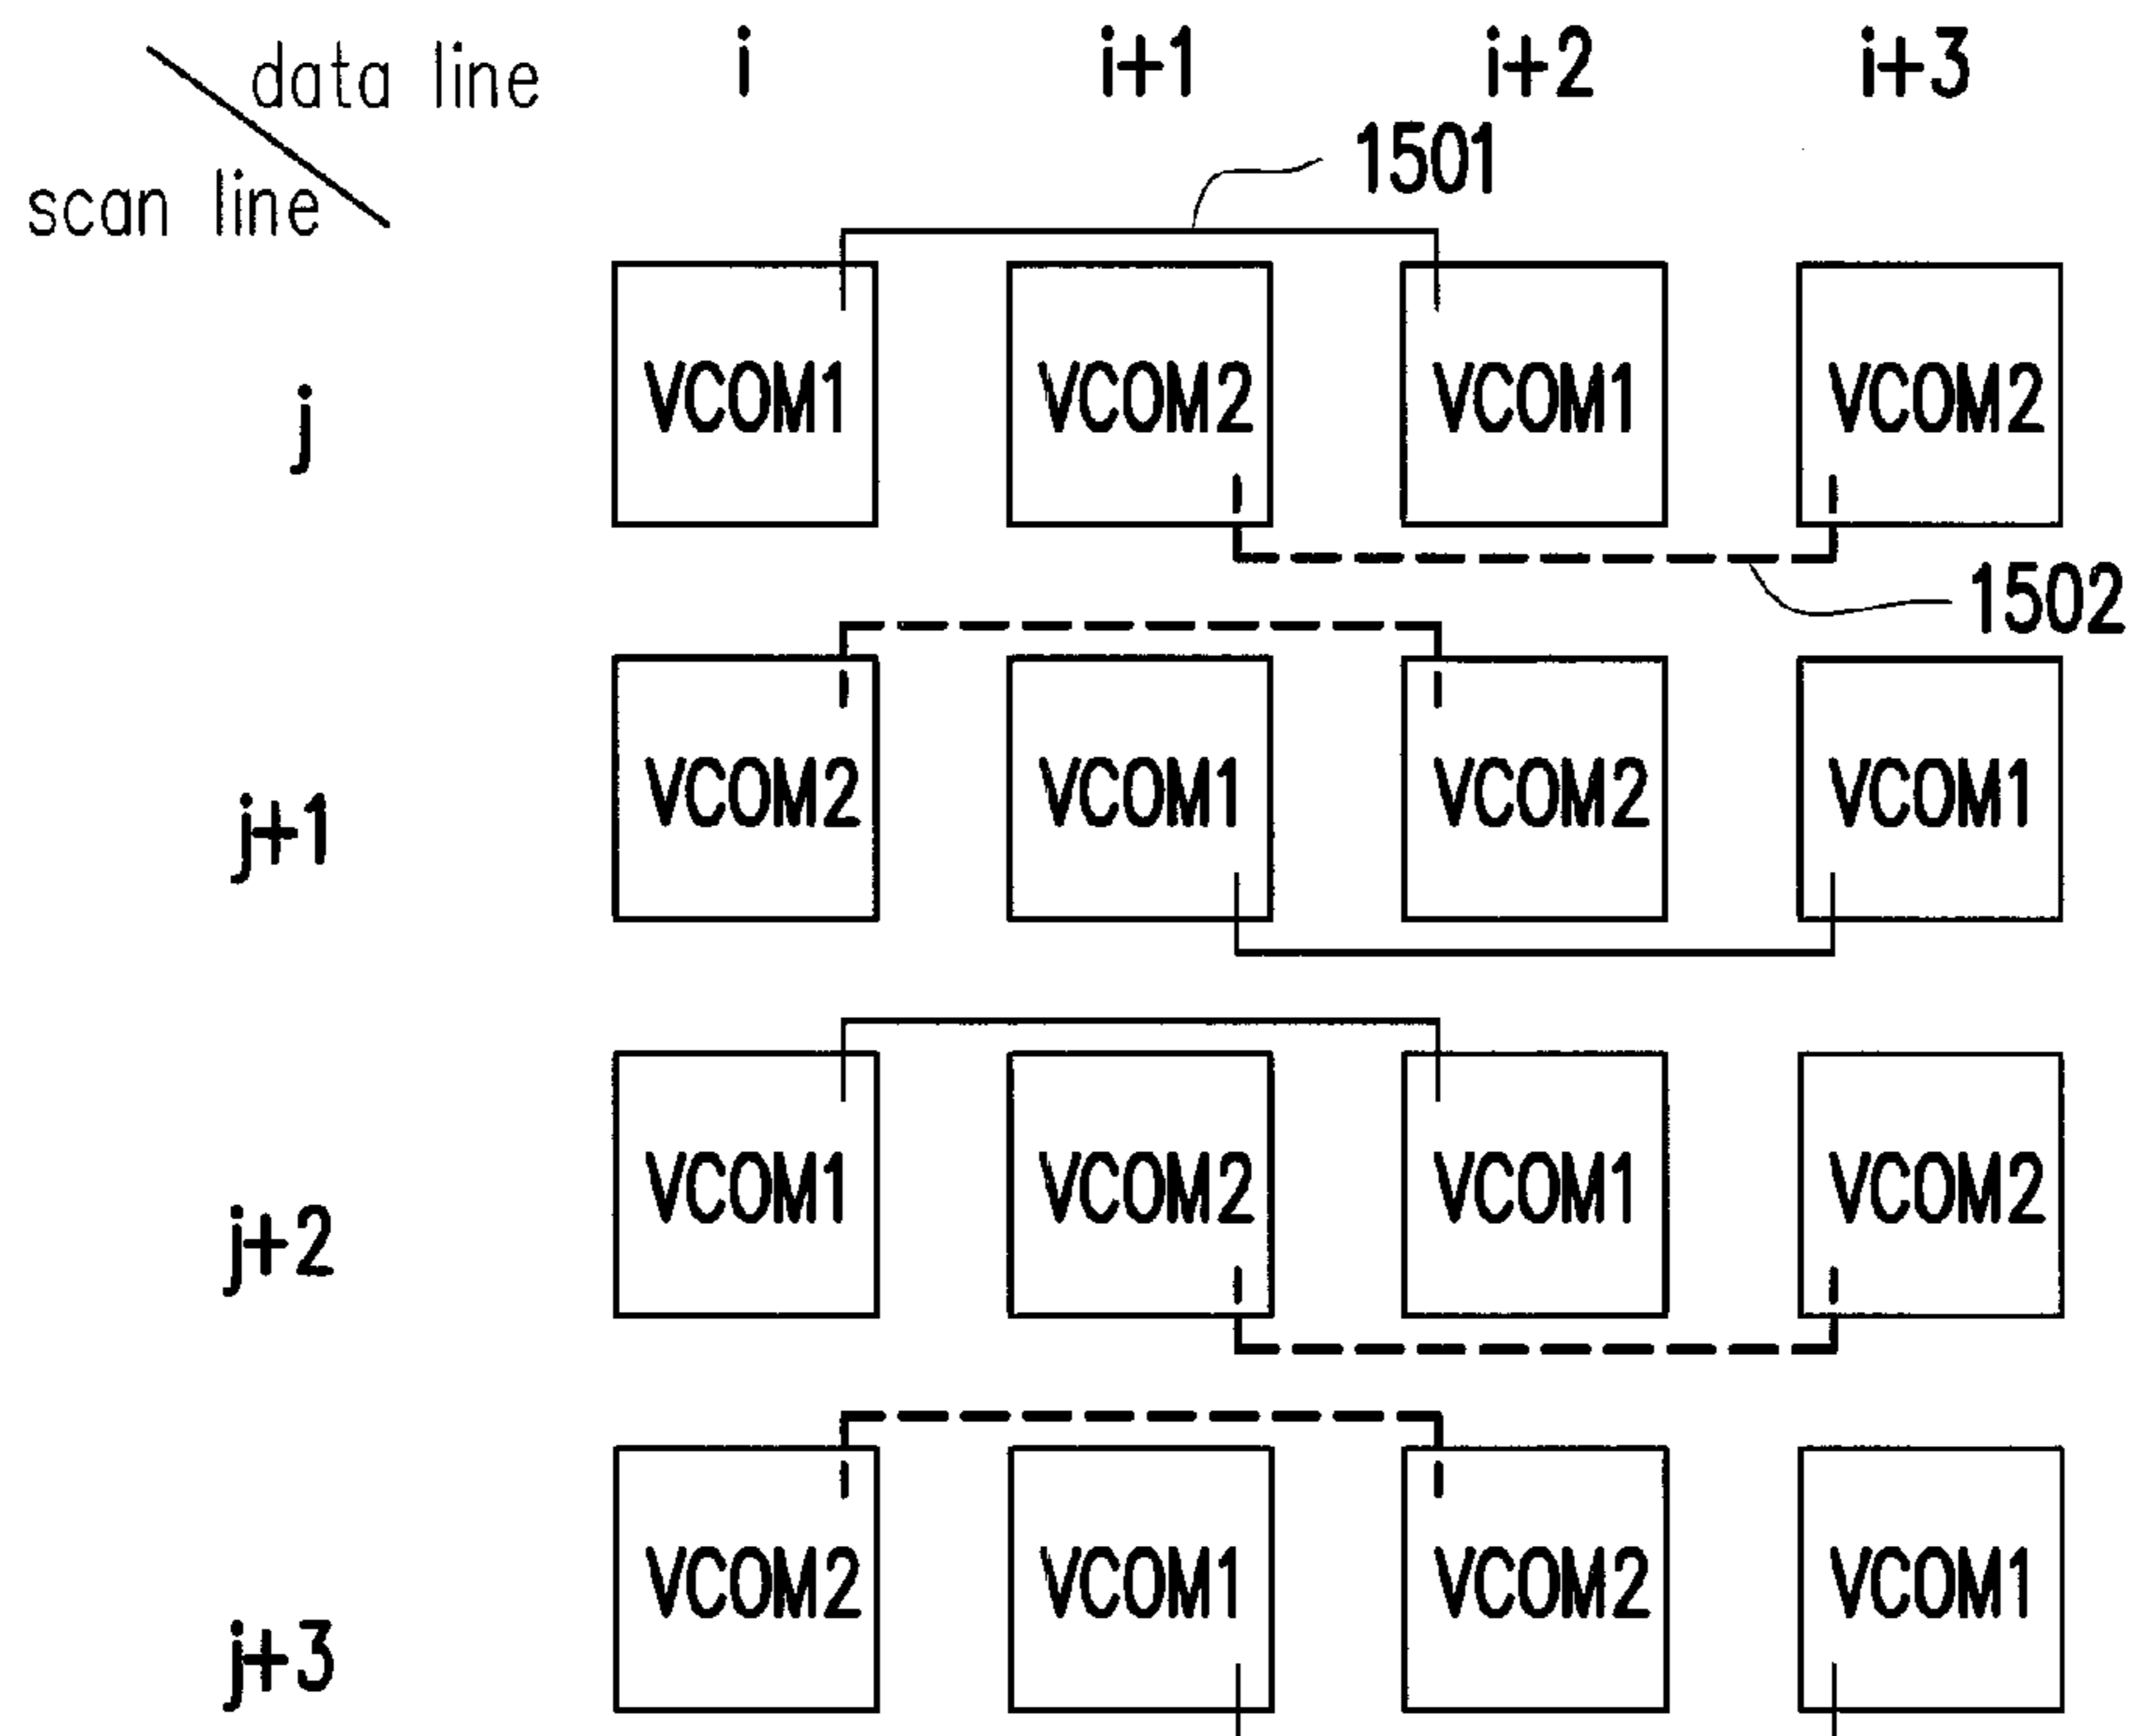 data line
scan line
i i+1 i+2 i+3
1501
j VCOM1 VCOM2 VCOM1 VCOM2
1502
j+1 VCOM2 VCOM1 VCOM2 VCOM1
j+2 VCOM1 VCOM2 VCOM1 VCOM2
j+3 VCOM2 VCOM1 VCOM2 VCOM1